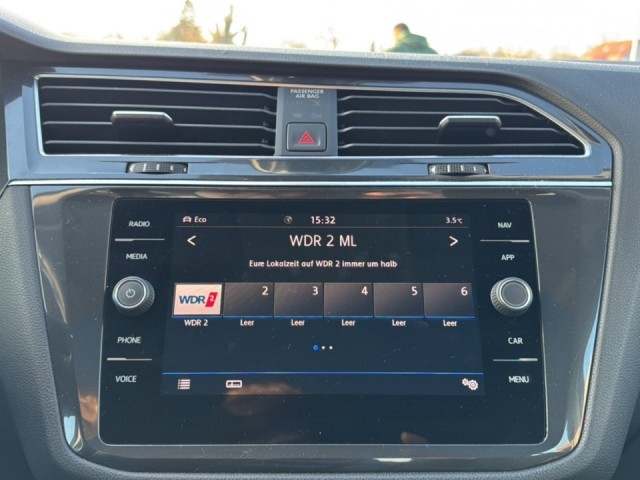 PASSENGER
AIR BAG
RADIO
MEDIA
PHONE
VOICE
Eco
15:32
3.5°C
< WDR 2 ML >
Eure Lokalzeit auf WDR 2 immer um halb
WDR 2
2
3
4
5
6
WDR 2
Leer
Leer
Leer
Leer
Leer
NAV
APP
CAR
MENU